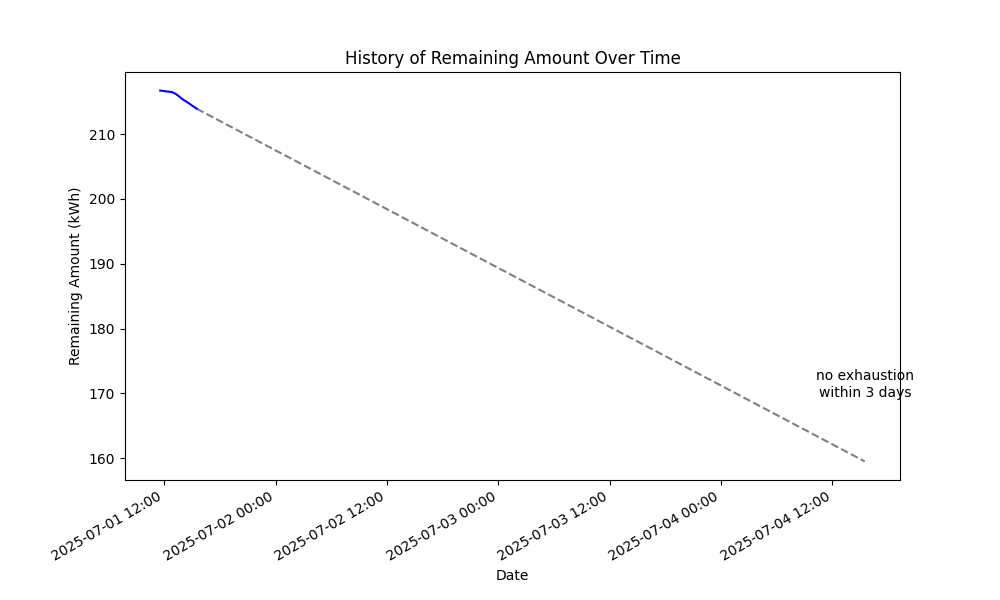 History of Remaining Amount Over Time
Remaining Amount (kWh)
210
200
190
180
170
160
no exhaustion
within 3 days
2025-07-01 12:00
2025-07-02 00:00
2025-07-02 12:00
2025-07-03 00:00
2025-07-03 12:00
2025-07-04 00:00
2025-07-04 12:00
Date